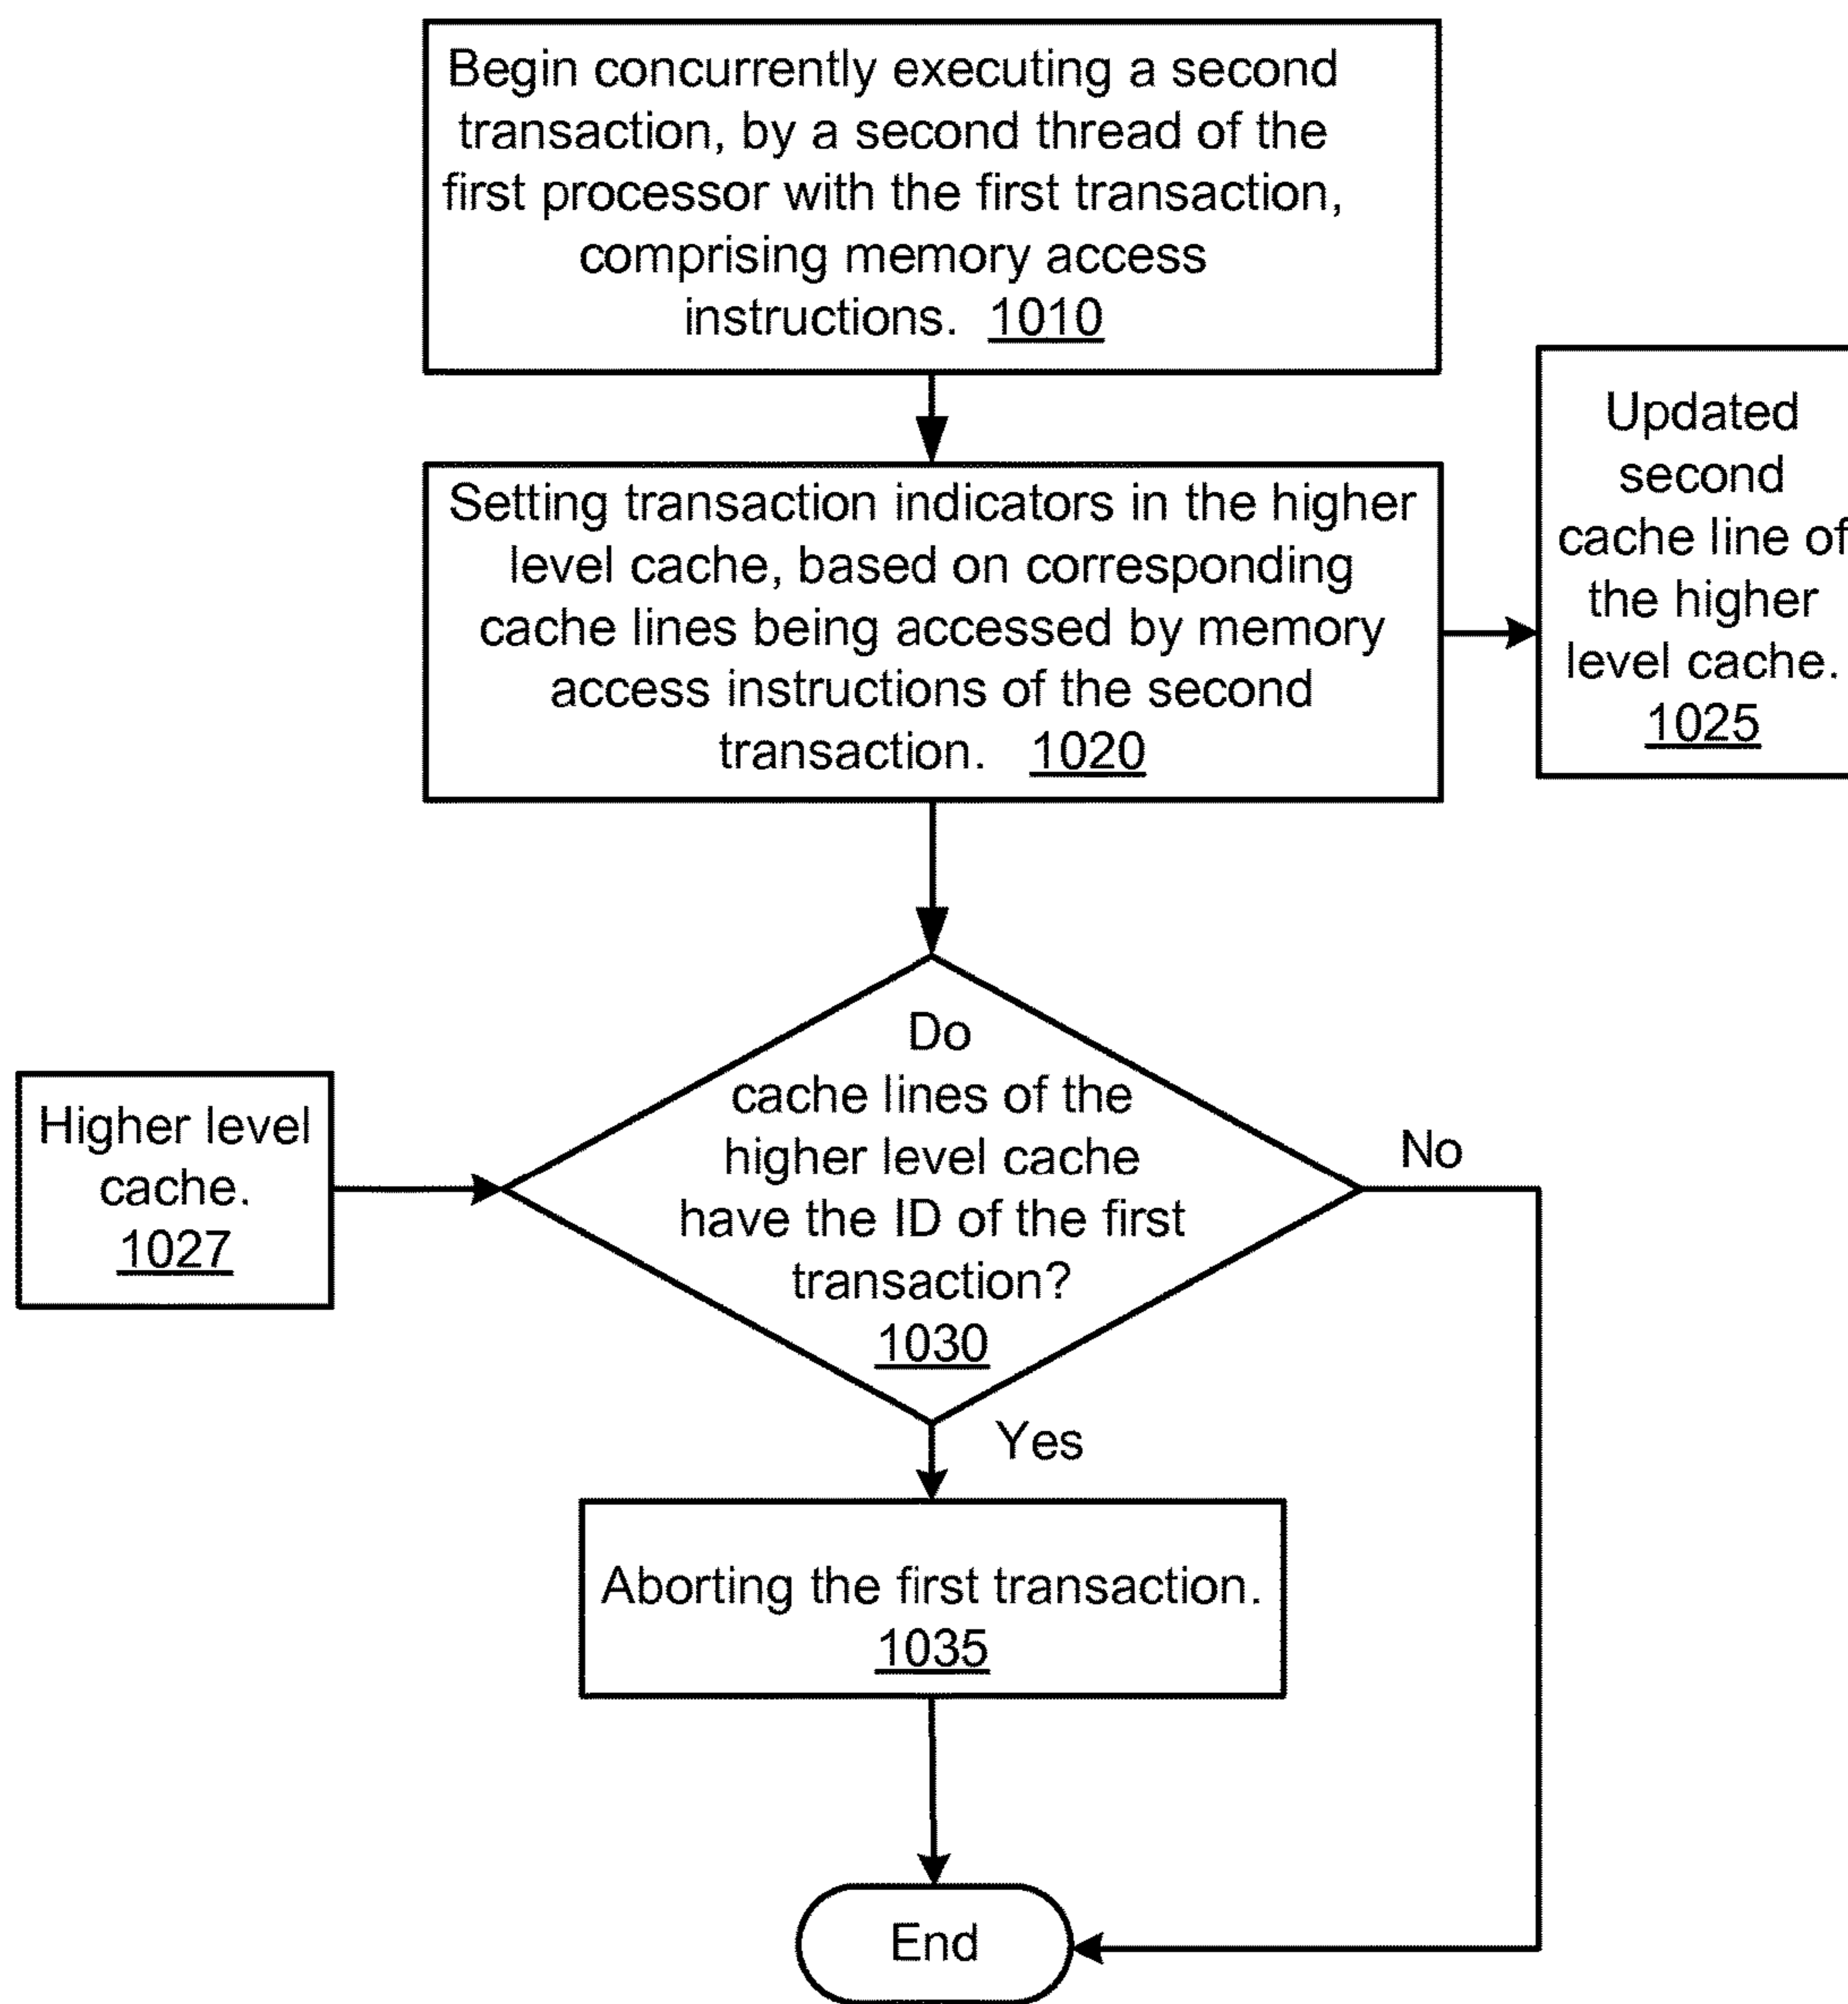 Begin concurrently executing a second
transaction, by a second thread of the
first processor with the first transaction,
comprising memory access
instructions. 1010
Setting transaction indicators in the higher
level cache, based on corresponding
cache lines being accessed by memory
access instructions of the second
transaction. 1020
Updated
second
cache line of
the higher
level cache.
1025
Higher level
cache.
1027
Do
cache lines of the
higher level cache
have the ID of the first
transaction?
1030
No
Yes
Aborting the first transaction.
1035
End